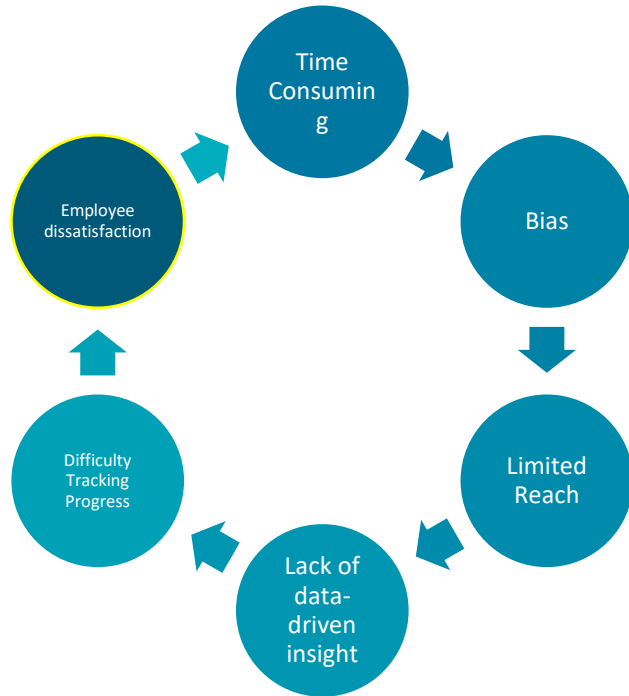 Time
Consumin
g
Bias
Limited
Reach
Lack of
data-
driven
insight
Difficulty
Tracking
Progress
Employee
dissatisfaction